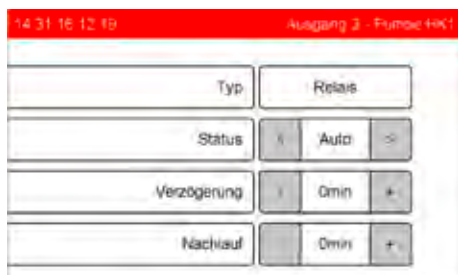 14:31 16.12.19 Ausgang 3 - Pumpe HK1
Typ Relais
Status < Auto >
Verzögerung - 0min +
Nachlauf - 0min +